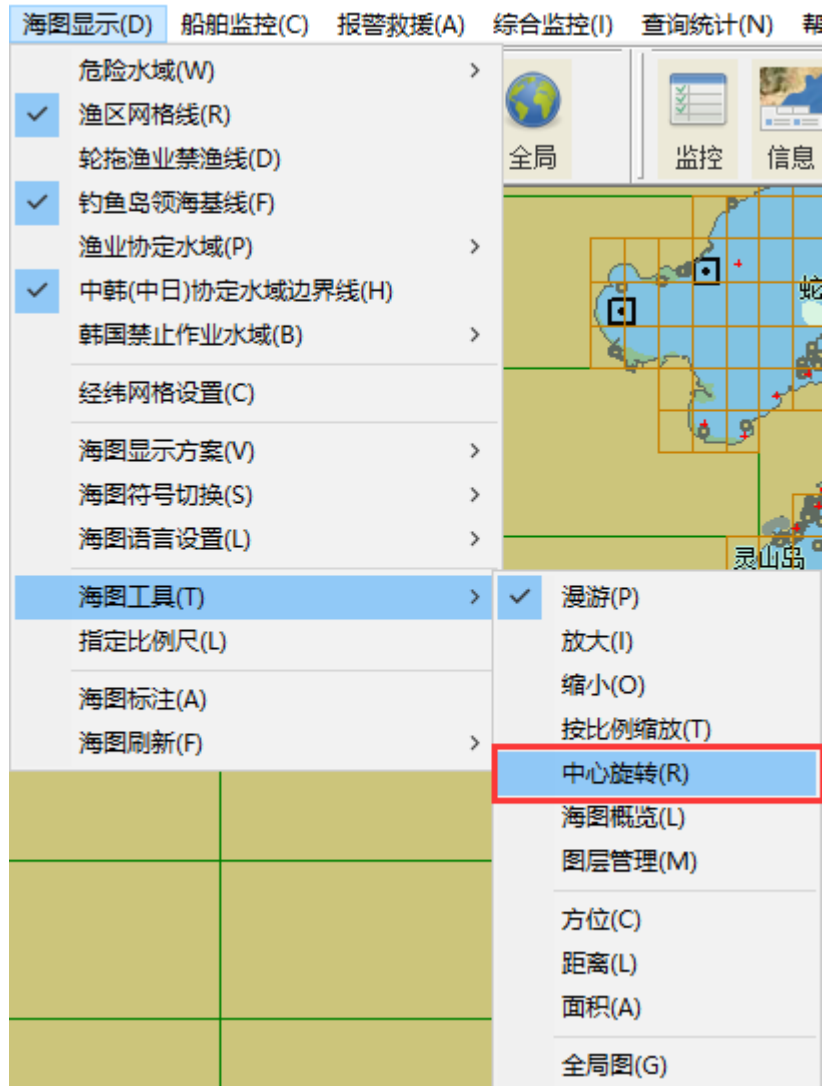 海图显示(D) 船舶监控(C) 报警救援(A) 综合监控(I) 查询统计(N) 帮
危险水域(W)
渔区网格线(R)
轮拖渔业禁渔线(D)
钓鱼岛领海基线(F)
渔业协定水域(P)
中韩(中日)协定水域边界线(H)
韩国禁止作业水域(B)
经纬网格设置(C)
海图显示方案(V)
海图符号切换(S)
海图语言设置(L)
海图工具(T)
指定比例尺(L)
海图标注(A)
海图刷新(F)
全局 监控 信息
蛇
灵山岛
漫游(P)
放大(I)
缩小(O)
按比例缩放(T)
中心旋转(R)
海图概览(L)
图层管理(M)
方位(C)
距离(L)
面积(A)
全局图(G)